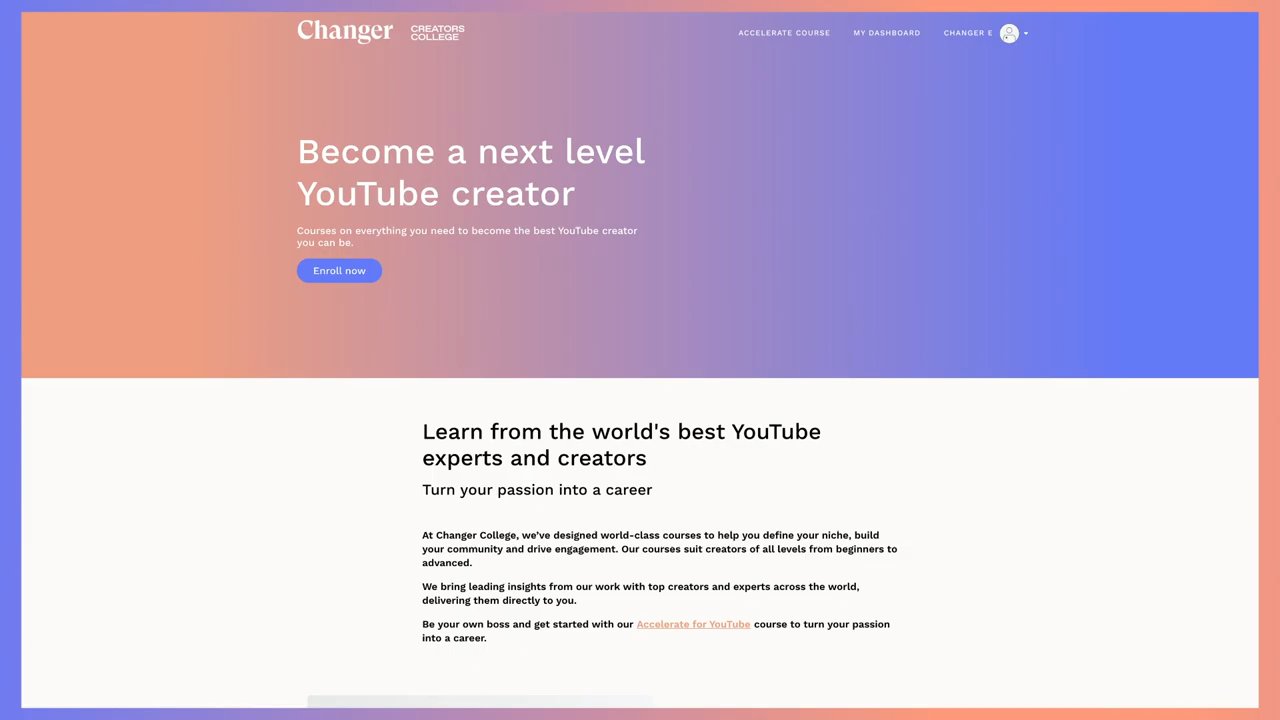 Changer
CREATORS
COLLEGE
ACCELERATE COURSE
MY DASHBOARD
CHANGER E
Become a next level
YouTube creator
Courses on everything you need to become the best YouTube creator
you can be.
Enroll now
Learn from the world's best YouTube
experts and creators
Turn your passion into a career
At Changer College, we've designed world-class courses to help you define your niche, build
your community and drive engagement. Our courses suit creators of all levels from beginners to
advanced.
We bring leading insights from our work with top creators and experts across the world,
delivering them directly to you.
Be your own boss and get started with our Accelerate for YouTube course to turn your passion
into a career.